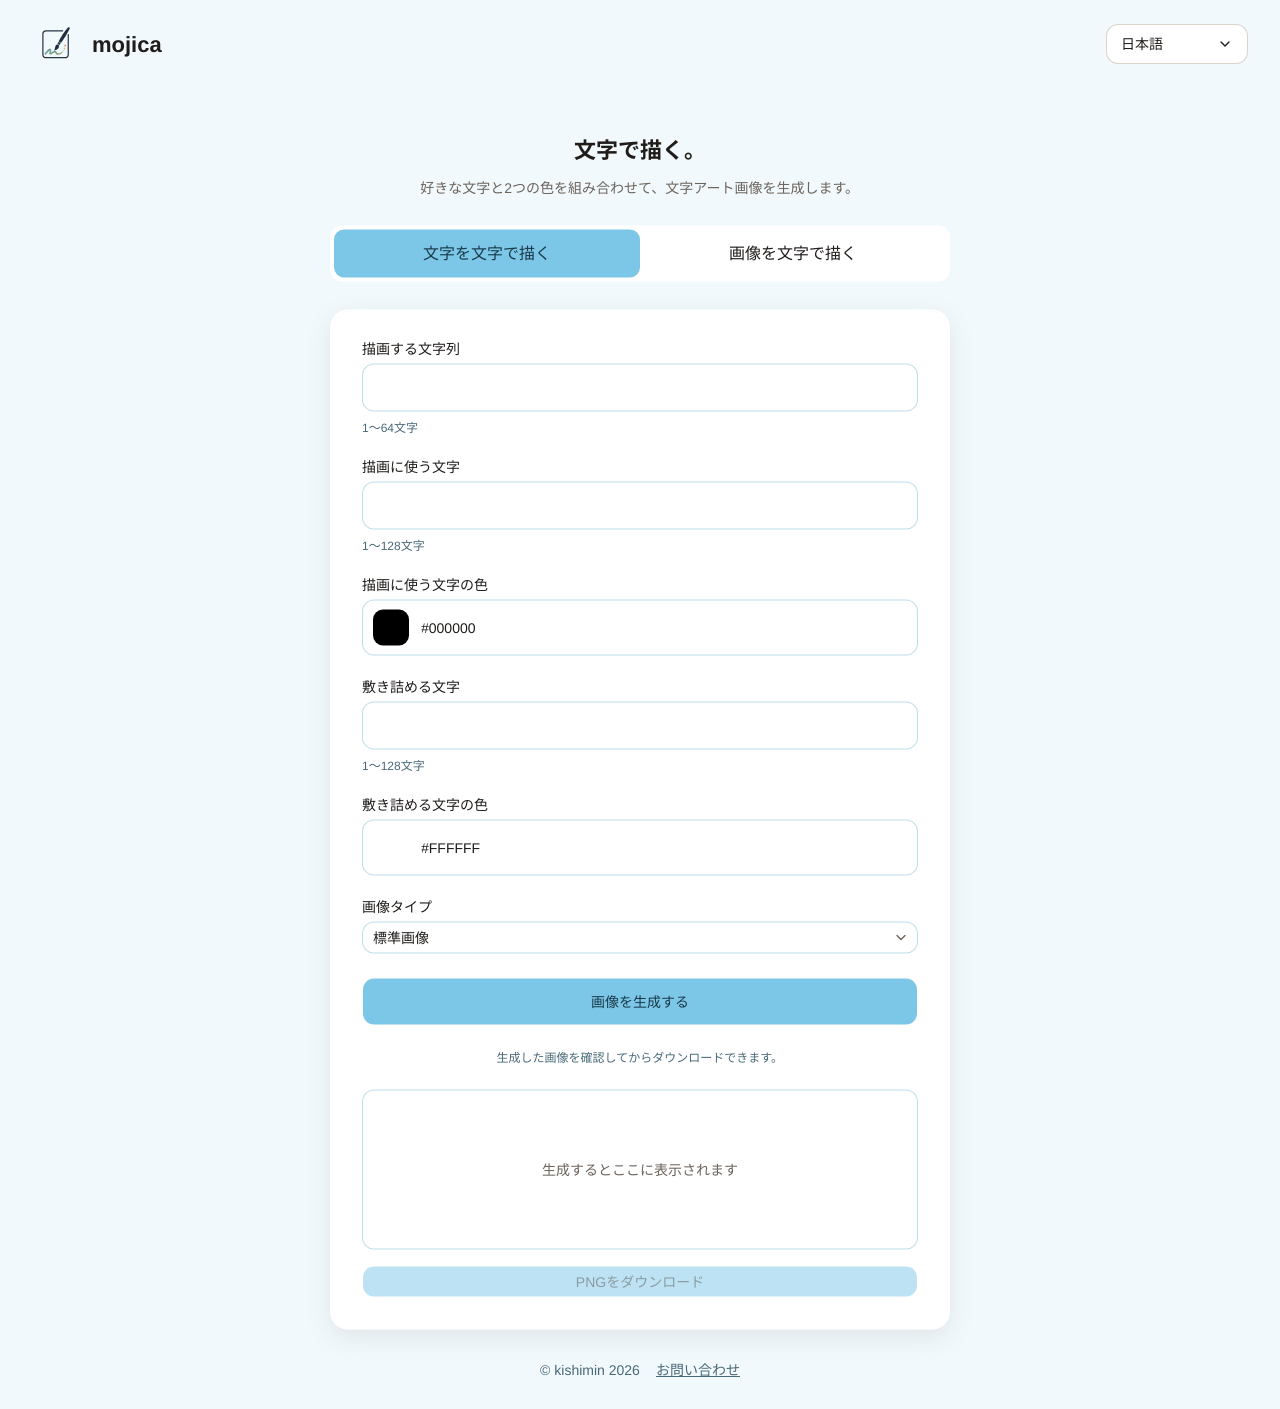 mojica
日本語
文字で描く。
好きな文字と2つの色を組み合わせて、文字アート画像を生成します。
文字を文字で描く
画像を文字で描く
描画する文字列
1〜64文字
描画に使う文字
1〜128文字
描画に使う文字の色
#000000
敷き詰める文字
1〜128文字
敷き詰める文字の色
#FFFFFF
画像タイプ
標準画像
画像を生成する
生成した画像を確認してからダウンロードできます。
生成するとここに表示されます
PNGをダウンロード
© kishimin 2026 お問い合わせ